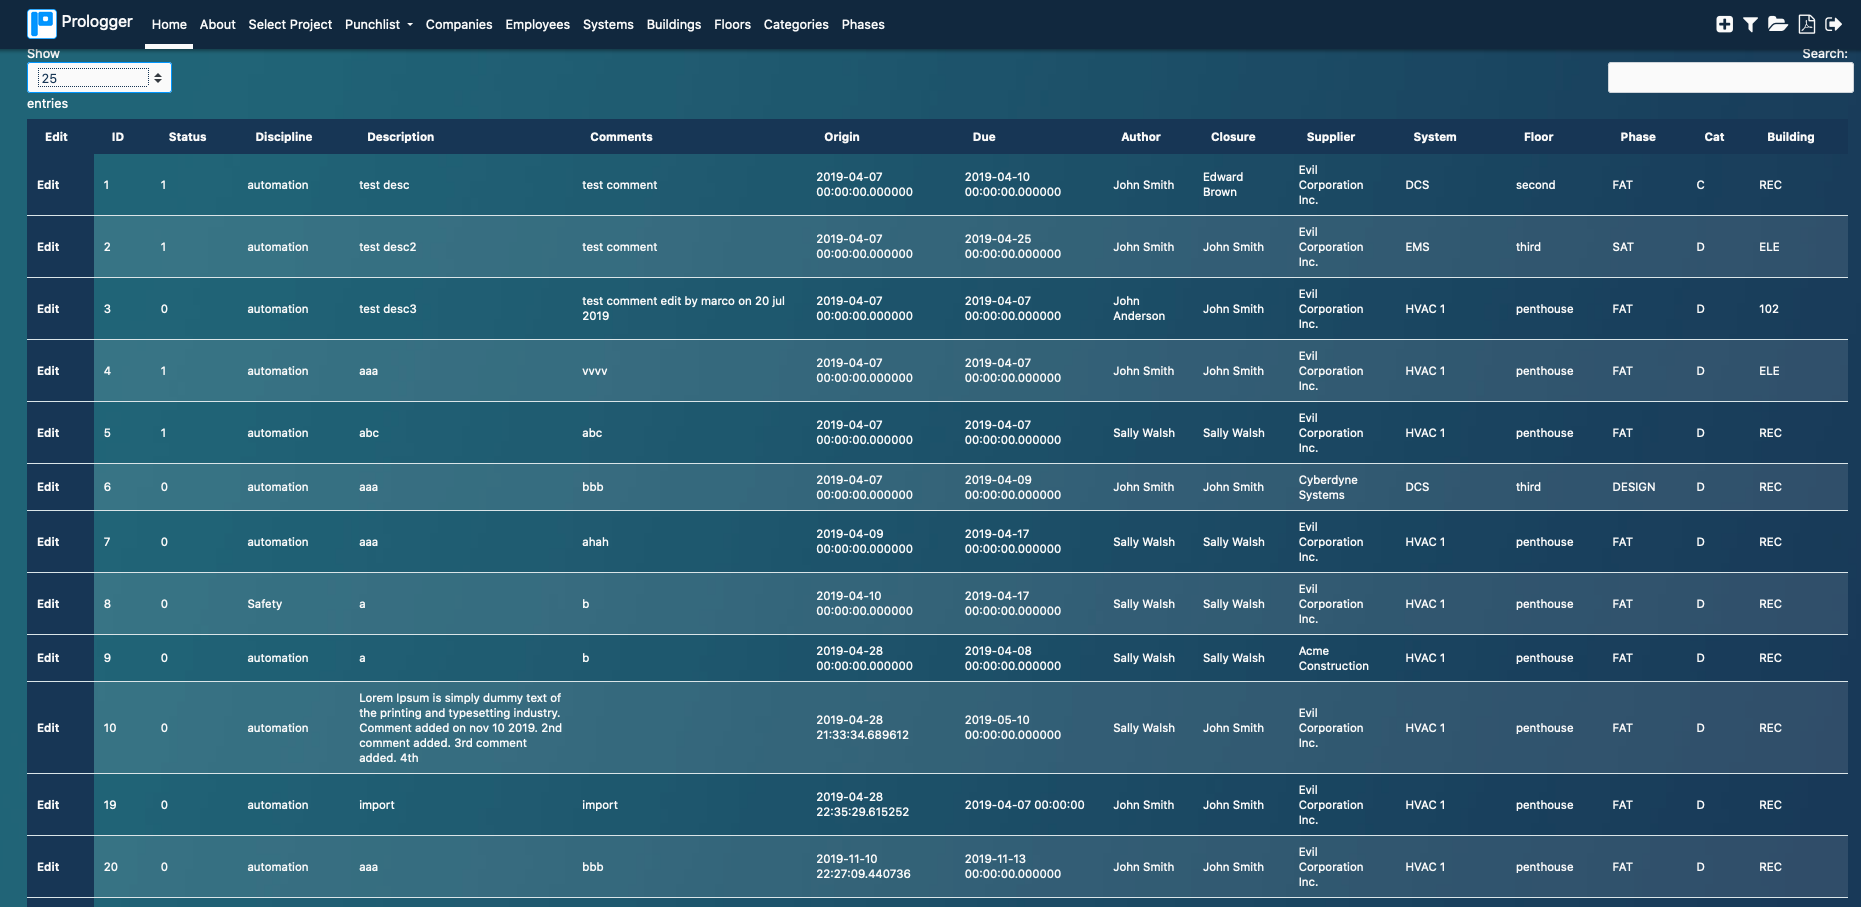 Prologger Home About Select Project Punchlist Companies Employees Systems Buildings Floors Categories Phases
Show
Search:
25
entries
Edit ID Status Discipline Description Comments Origin Due Author Closure Supplier System Floor Phase Cat Building
Edit 1 1 automation test desc test comment 2019-04-07 00:00:00.000000 2019-04-10 00:00:00.000000 John Smith Edward Brown Evil Corporation Inc. DCS second FAT C REC
Edit 2 1 automation test desc2 test comment 2019-04-07 00:00:00.000000 2019-04-25 00:00:00.000000 John Smith John Smith Evil Corporation Inc. EMS third SAT D ELE
Edit 3 0 automation test desc3 test comment edit by marco on 20 jul 2019 2019-04-07 00:00:00.000000 2019-04-07 00:00:00.000000 John Anderson John Smith Evil Corporation Inc. HVAC 1 penthouse FAT D 102
Edit 4 1 automation aaa vvvv 2019-04-07 00:00:00.000000 2019-04-07 00:00:00.000000 John Smith John Smith Evil Corporation Inc. HVAC 1 penthouse FAT D ELE
Edit 5 1 automation abc abc 2019-04-07 00:00:00.000000 2019-04-07 00:00:00.000000 Sally Walsh Sally Walsh Evil Corporation Inc. HVAC 1 penthouse FAT D REC
Edit 6 0 automation aaa bbb 2019-04-07 00:00:00.000000 2019-04-09 00:00:00.000000 John Smith John Smith Cyberdyne Systems DCS third DESIGN D REC
Edit 7 0 automation aaa ahah 2019-04-09 00:00:00.000000 2019-04-17 00:00:00.000000 Sally Walsh Sally Walsh Evil Corporation Inc. HVAC 1 penthouse FAT D REC
Edit 8 0 Safety a b 2019-04-10 00:00:00.000000 2019-04-17 00:00:00.000000 Sally Walsh Sally Walsh Evil Corporation Inc. HVAC 1 penthouse FAT D REC
Edit 9 0 automation a b 2019-04-28 00:00:00.000000 2019-04-08 00:00:00.000000 Sally Walsh Sally Walsh Acme Construction HVAC 1 penthouse FAT D REC
Edit 10 0 automation Lorem Ipsum is simply dummy text of the printing and typesetting industry. Comment added on nov 10 2019. 2nd comment added. 3rd comment added. 4th 2019-04-28 21:33:34.689612 2019-05-10 00:00:00.000000 Sally Walsh John Smith Evil Corporation Inc. HVAC 1 penthouse FAT D REC
Edit 19 0 automation import import 2019-04-28 22:35:29.615252 2019-04-07 00:00:00 John Smith John Smith Evil Corporation Inc. HVAC 1 penthouse FAT D REC
Edit 20 0 automation aaa bbb 2019-11-10 22:27:09.440736 2019-11-13 00:00:00.000000 John Smith John Smith Evil Corporation Inc. HVAC 1 penthouse FAT D REC